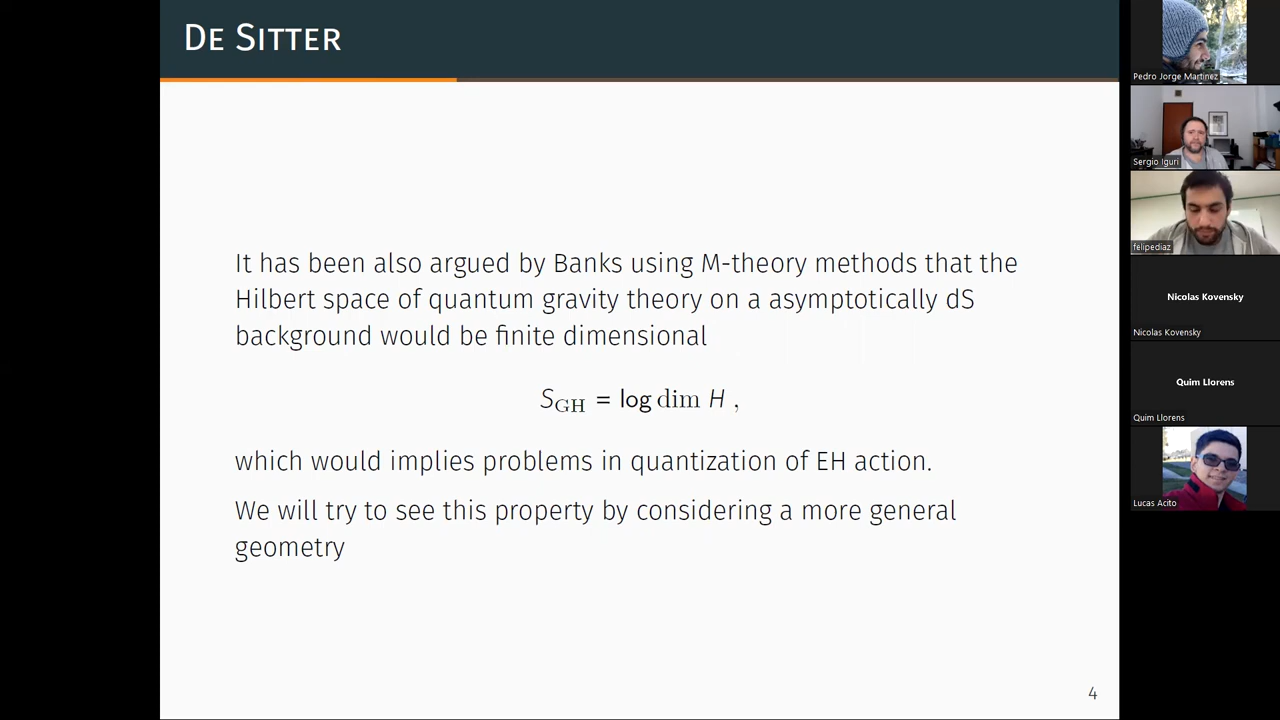 De Sitter
It has been also argued by Banks using M-theory methods that the
Hilbert space of quantum gravity theory on a asymptotically dS
background would be finite dimensional
S_GH = log dim H ,
which would implies problems in quantization of EH action.
We will try to see this property by considering a more general
geometry
4
Pedro Jorge Martinez
Sergio Iguri
felipediaz
Nicolas Kovensky
Nicolas Kovensky
Quim Llorens
Quim Llorens
Lucas Acito